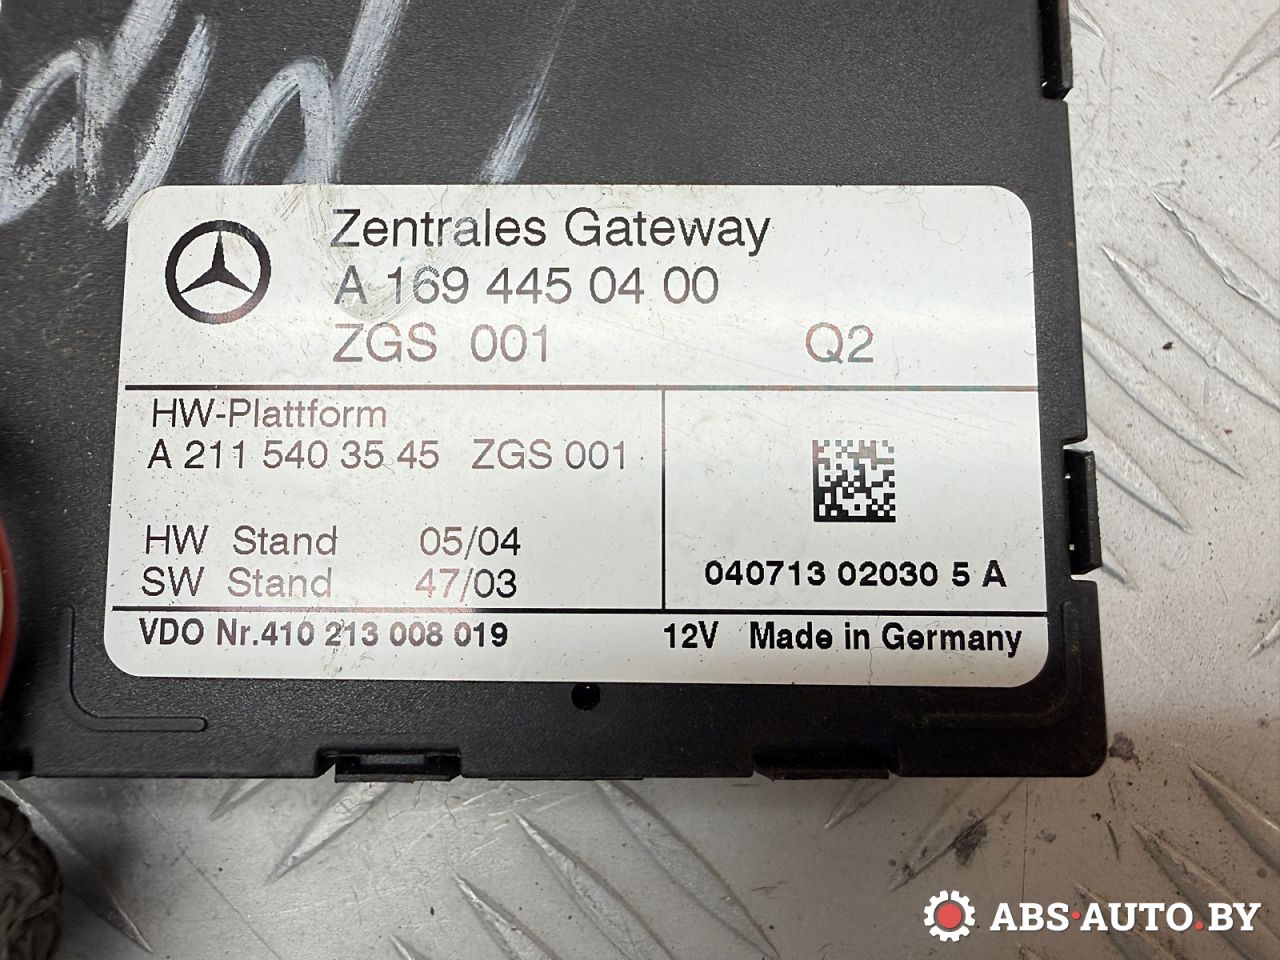 Zentrales Gateway
A 169 445 04 00
ZGS 001 Q2
HW-Plattform
A 211 540 35 45 ZGS 001
HW Stand 05/04
SW Stand 47/03
040713 02030 5 A
VDO Nr.410 213 008 019 12V Made in Germany
ABS-AUTO.BY